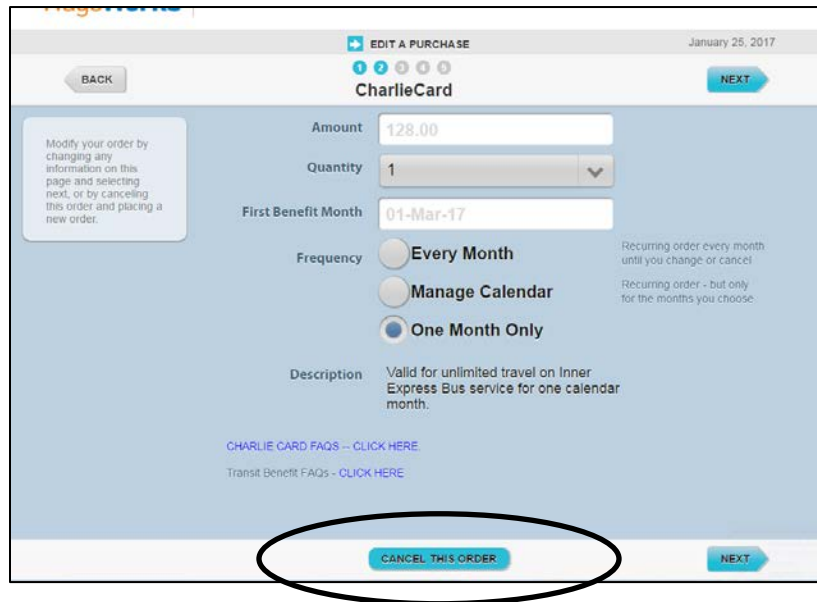 EDIT A PURCHASE
January 25, 2017
BACK
1 2 3 4 5
NEXT
CharlieCard
Modify your order by
changing any
information on this
page and selecting
next, or by canceling
this order and placing a
new order.
Amount 128.00
Quantity 1
First Benefit Month 01-Mar-17
Frequency Every Month
Recurring order every month
until you change or cancel
Manage Calendar
Recurring order - but only
for the months you choose
One Month Only
Description Valid for unlimited travel on Inner
Express Bus service for one calendar
month.
CHARLIE CARD FAQS -- CLICK HERE.
Transit Benefit FAQs - CLICK HERE
CANCEL THIS ORDER
NEXT